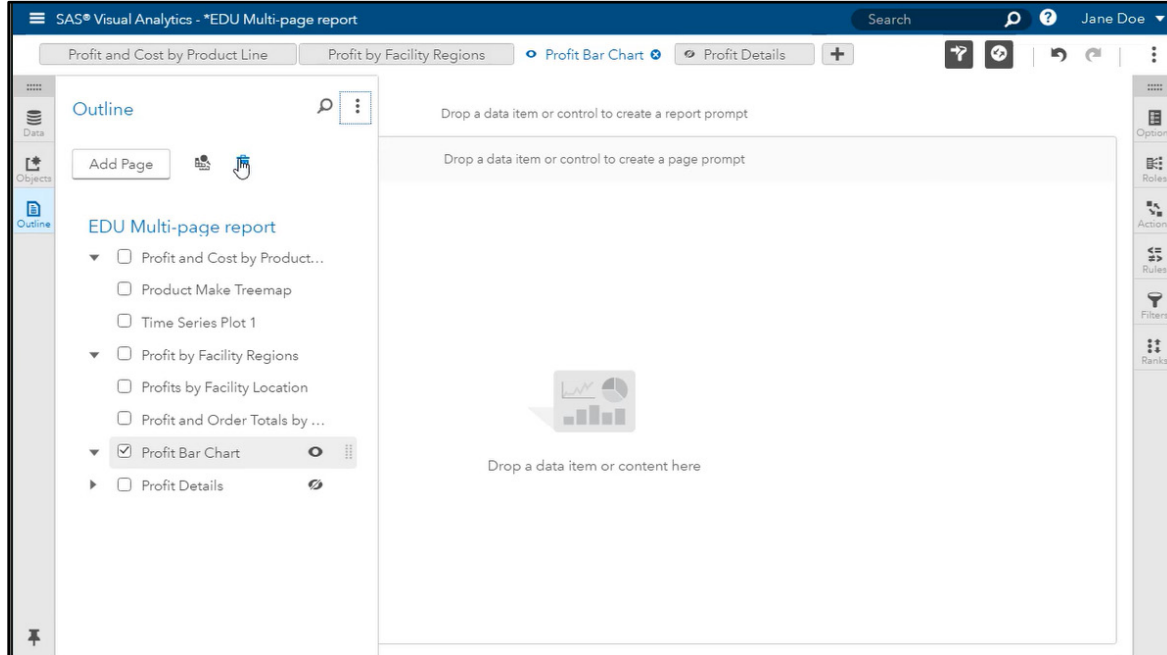 SAS® Visual Analytics - *EDU Multi-page report
Search
Jane Doe
Profit and Cost by Product Line
Profit by Facility Regions
Profit Bar Chart
Profit Details
Data
Objects
Outline
Outline
Add Page
EDU Multi-page report
Profit and Cost by Product...
Product Make Treemap
Time Series Plot 1
Profit by Facility Regions
Profits by Facility Location
Profit and Order Totals by ...
Profit Bar Chart
Profit Details
Drop a data item or control to create a report prompt
Drop a data item or control to create a page prompt
Drop a data item or content here
Option
Roles
Action
Rules
Filters
Ranks